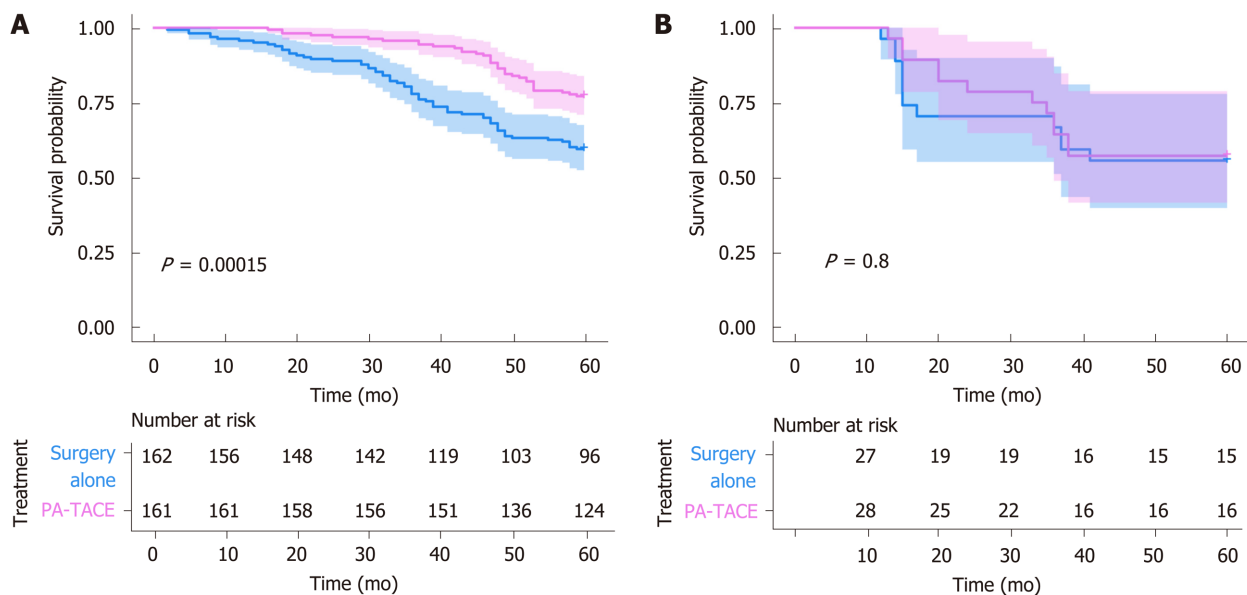 A
1.00
0.75
0.50
0.25
0.00
Survival probability
P = 0.00015
0 10 20 30 40 50 60
Time (mo)
Number at risk
Treatment
Surgery alone
162 156 148 142 119 103 96
PA-TACE
161 161 158 156 151 136 124
0 10 20 30 40 50 60
Time (mo)
B
1.00
0.75
0.50
0.25
0.00
Survival probability
P = 0.8
0 10 20 30 40 50 60
Time (mo)
Number at risk
Treatment
Surgery alone
27 19 19 16 15 15
PA-TACE
28 25 22 16 16 16
10 20 30 40 50 60
Time (mo)